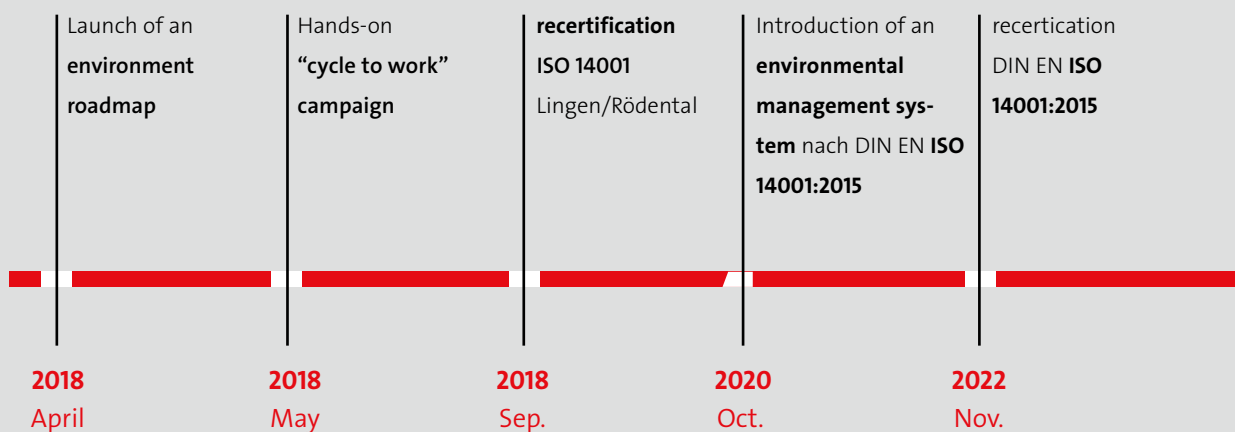 Launch of an
environment
roadmap
Hands-on
“cycle to work”
campaign
recertification
ISO 14001
Lingen/Rödental
Introduction of an
environmental
management sys-
tem nach DIN EN ISO
14001:2015
recertication
DIN EN ISO
14001:2015
2018
April
2018
May
2018
Sep.
2020
Oct.
2022
Nov.